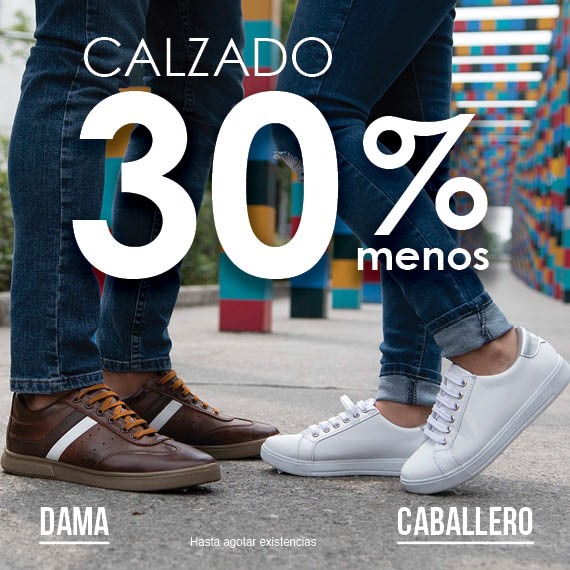 CALZADO
30%
menos
DAMA
CABALLERO
Hasta agotar existencias